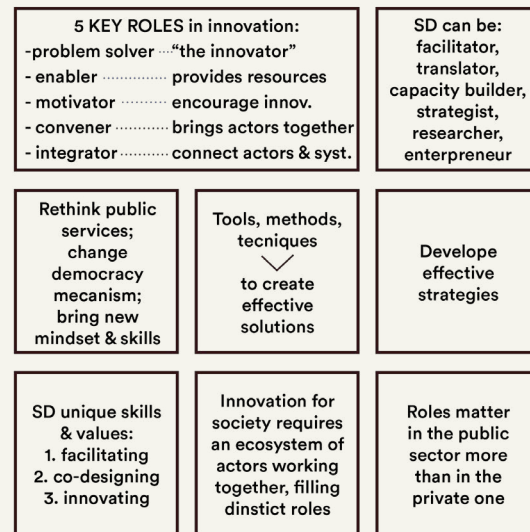 5 KEY ROLES in innovation:
-problem solver ···· “the innovator”
- enabler ·············· provides resources
- motivator ·········· encourage innov.
- convener ············ brings actors together
- integrator ··········· connect actors & syst.
SD can be:
facilitator,
translator,
capacity builder,
strategist,
researcher,
enterpreneur
Rethink public
services;
change
democracy
mecanism;
bring new
mindset & skills
Tools, methods,
tecniques
to create
effective
solutions
Develope
effective
strategies
SD unique skills
& values:
1. facilitating
2. co-designing
3. innovating
Innovation for
society requires
an ecosystem of
actors working
together, filling
dinstict roles
Roles matter
in the public
sector more
than in the
private one